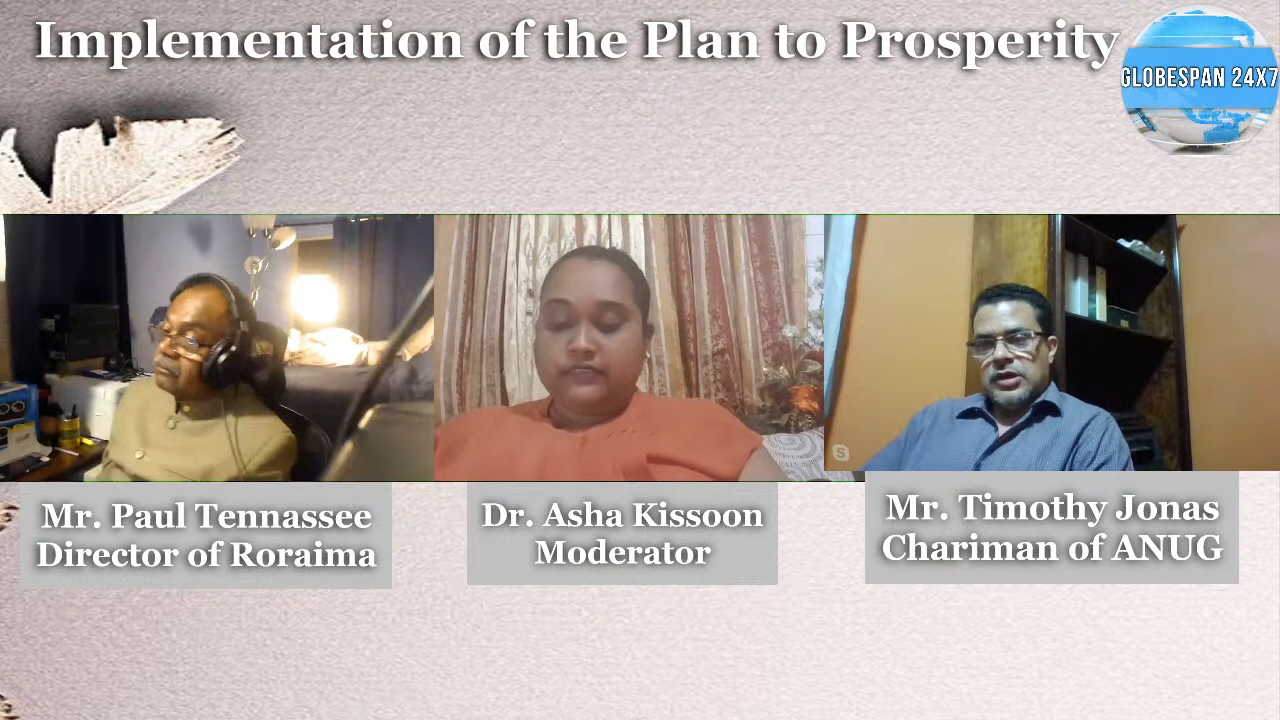 Implementation of the Plan to Prosperity
GLOBESPAN 24X7
Mr. Paul Tennassee
Director of Roraima
Dr. Asha Kissoon
Moderator
Mr. Timothy Jonas
Chariman of ANUG